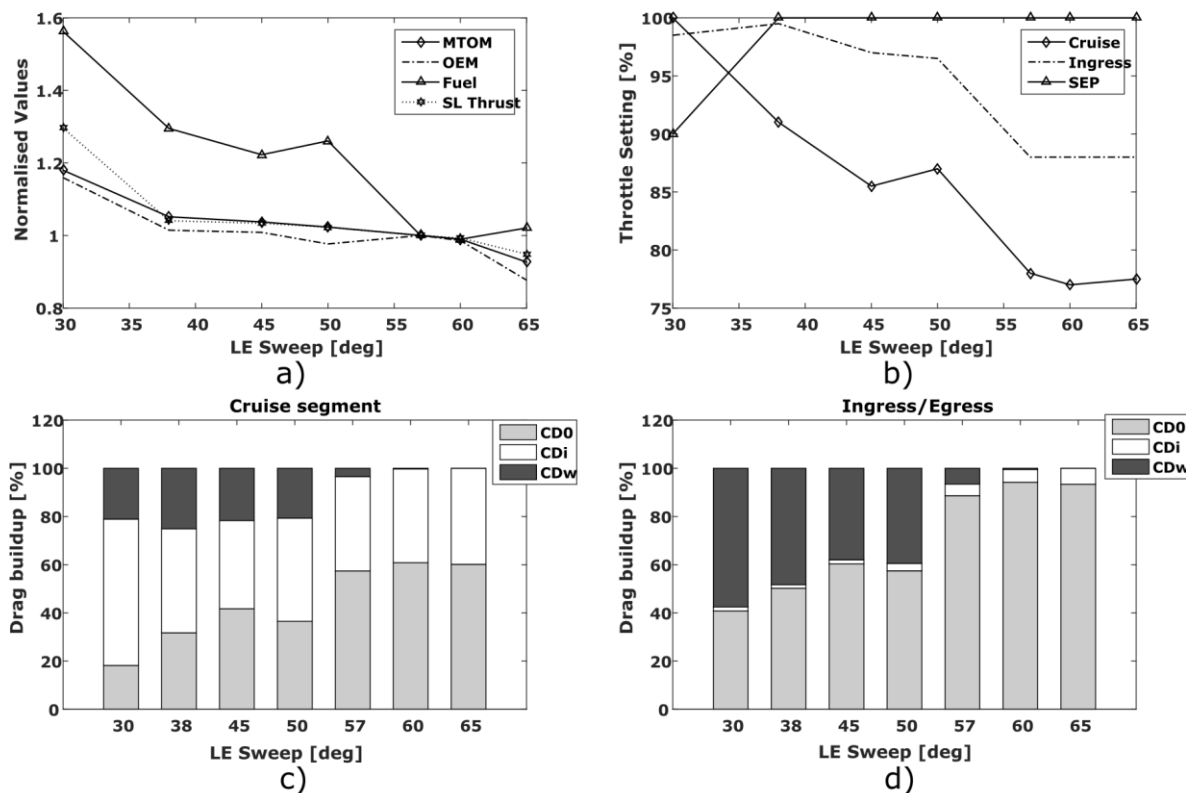 1.6
1.4
1.2
1
0.8
Normalised Values
MTOM
OEM
Fuel
SL Thrust
30 35 40 45 50 55 60 65
LE Sweep [deg]
a)
100
95
90
85
80
75
Throttle Setting [%]
Cruise
Ingress
SEP
30 35 40 45 50 55 60 65
LE Sweep [deg]
b)
Cruise segment
120
100
80
60
40
20
0
Drag buildup [%]
CD0
CDi
CDw
30 38 45 50 57 60 65
LE Sweep [deg]
c)
Ingress/Egress
120
100
80
60
40
20
0
Drag buildup [%]
CD0
CDi
CDw
30 38 45 50 57 60 65
LE Sweep [deg]
d)